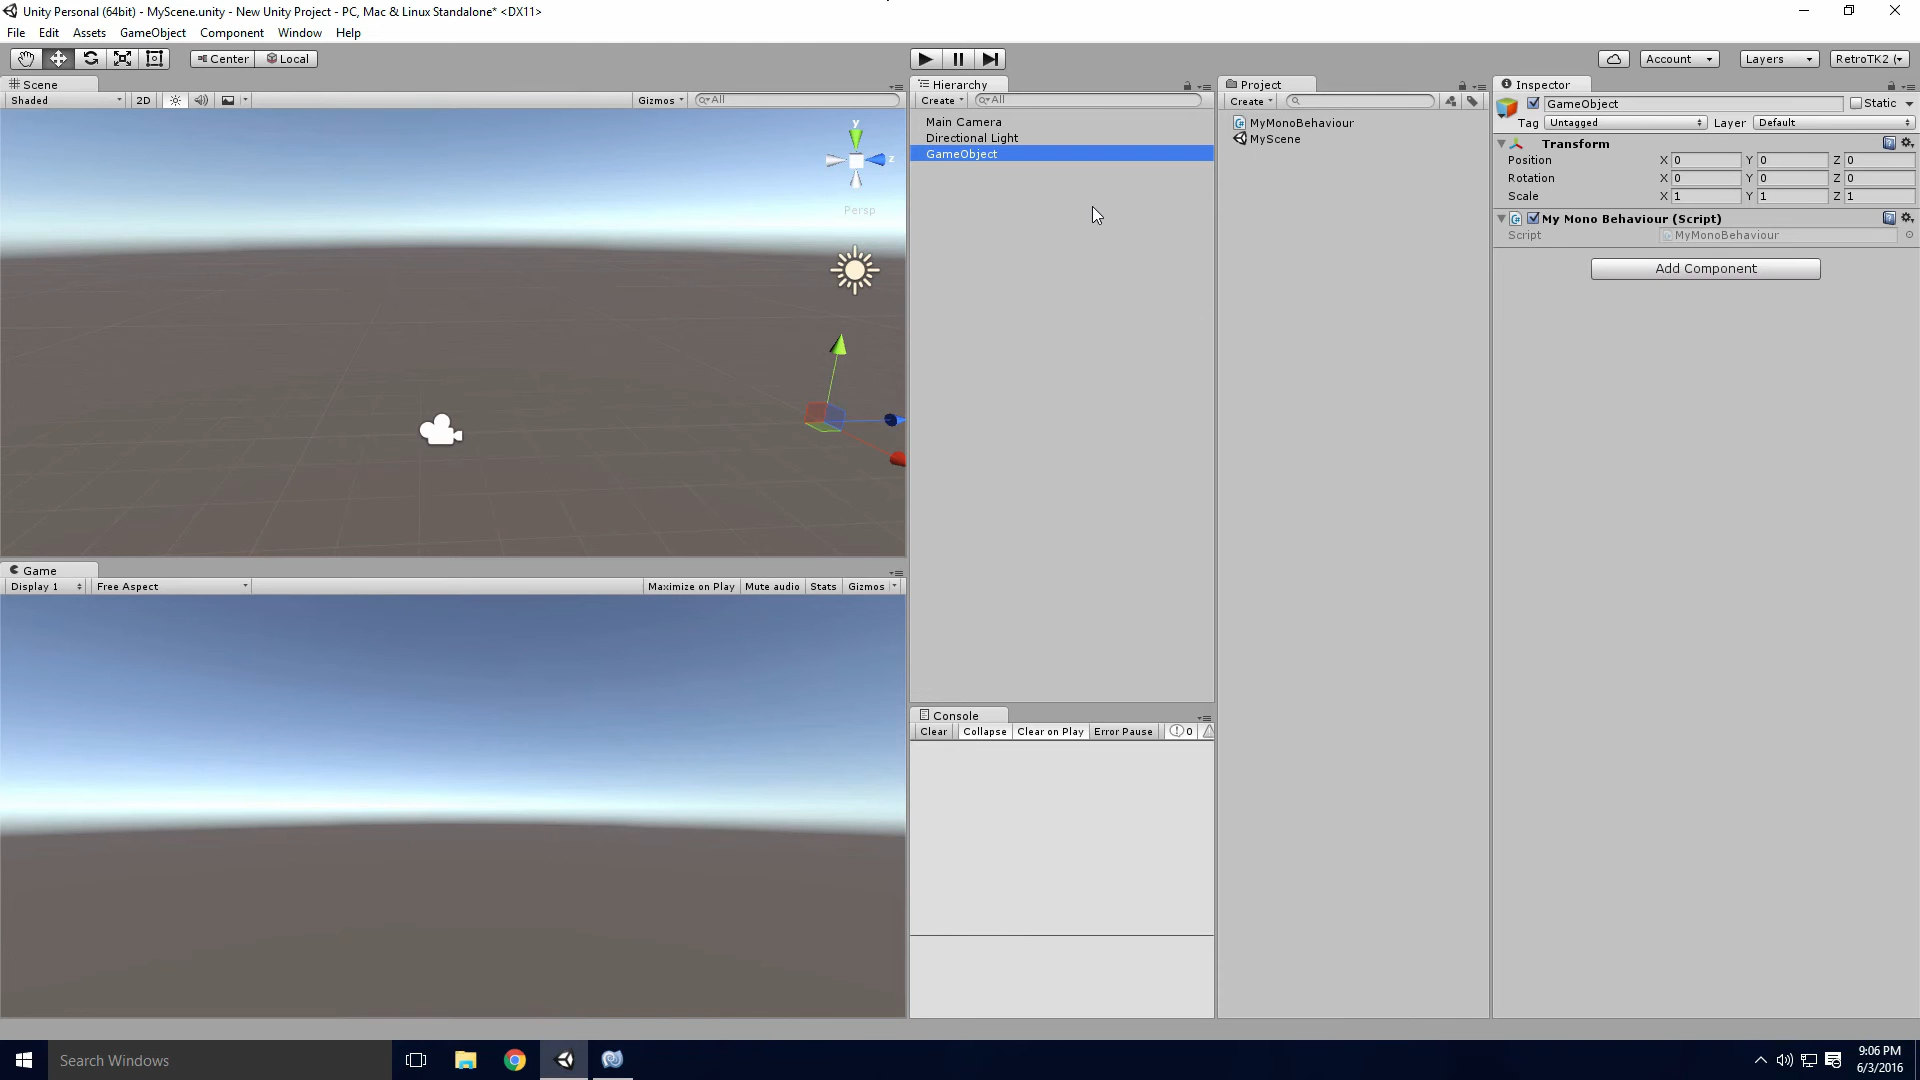 Unity Personal (64bit) - MyScene.unity - New Unity Project - PC, Mac & Linux Standalone* <DX11>
File Edit Assets GameObject Component Window Help
Center Local
Account Layers RetroTK2 (
Scene
Shaded 2D Gizmos All
y
z
Persp
Game
Display 1 Free Aspect Maximize on Play Mute audio Stats Gizmos
Hierarchy
Create All
Main Camera
Directional Light
GameObject
Console
Clear Collapse Clear on Play Error Pause 0
Project
Create
MyMonoBehaviour
MyScene
Inspector
GameObject Static
Tag Untagged Layer Default
Transform
Position X 0 Y 0 Z 0
Rotation X 0 Y 0 Z 0
Scale X 1 Y 1 Z 1
My Mono Behaviour (Script)
Script MyMonoBehaviour
Add Component
Search Windows
9:06 PM
6/3/2016